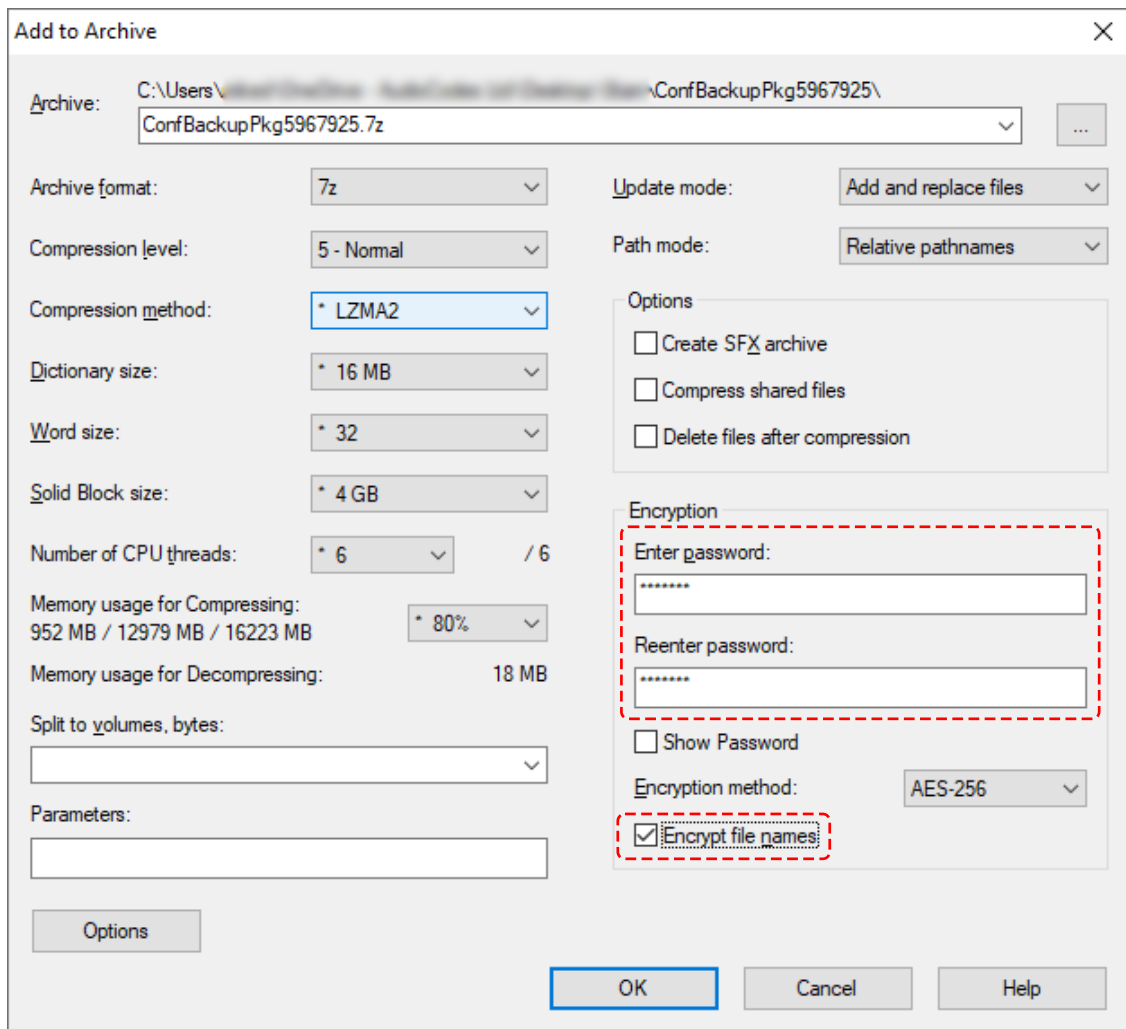 Add to Archive
C:\Users\ \ConfBackupPkg5967925\
Archive:
ConfBackupPkg5967925.7z
...
Archive format: 7z
Compression level: 5 - Normal
Compression method: * LZMA2
Dictionary size: * 16 MB
Word size: * 32
Solid Block size: * 4 GB
Number of CPU threads: * 6 / 6
Memory usage for Compressing:
952 MB / 12979 MB / 16223 MB * 80%
Memory usage for Decompressing: 18 MB
Split to volumes, bytes:
Parameters:
Options
Update mode: Add and replace files
Path mode: Relative pathnames
Options
Create SFX archive
Compress shared files
Delete files after compression
Encryption
Enter password:
*******
Reenter password:
*******
Show Password
Encryption method: AES-256
Encrypt file names
OK Cancel Help